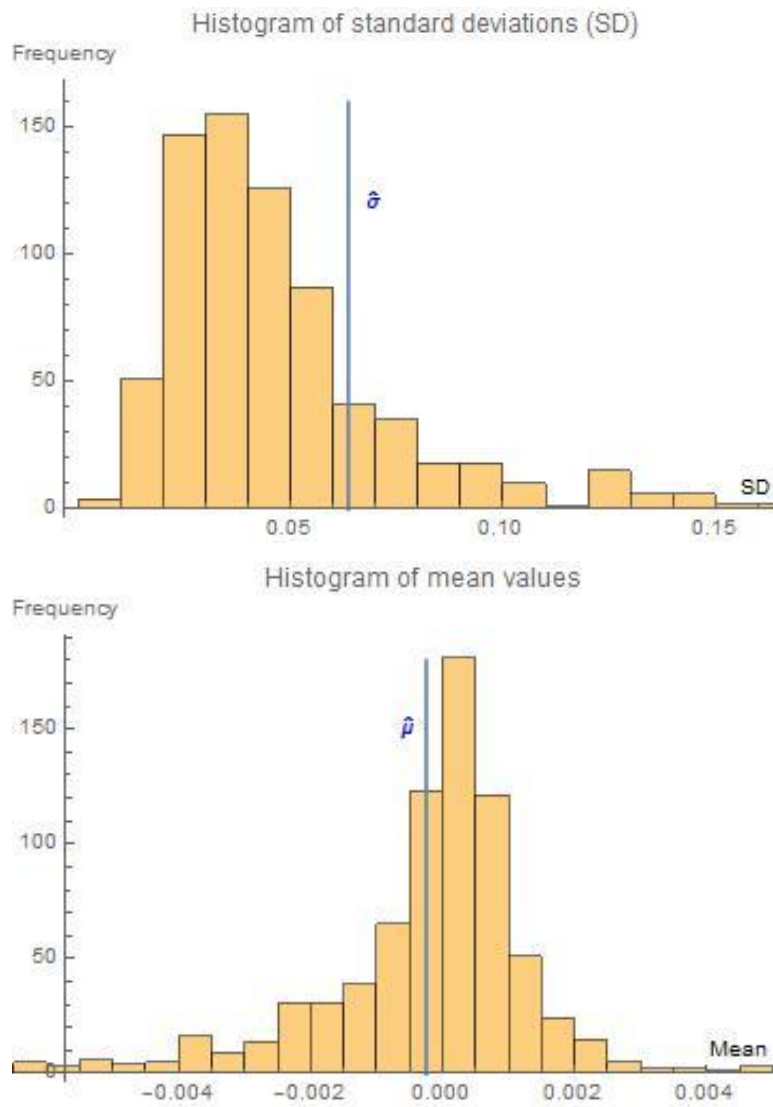 Histogram of standard deviations (SD)
Frequency
150
σ̂
100
50
0
SD
0.05 0.10 0.15
Histogram of mean values
Frequency
150
μ̂
100
50
0
Mean
−0.004 −0.002 0.000 0.002 0.004